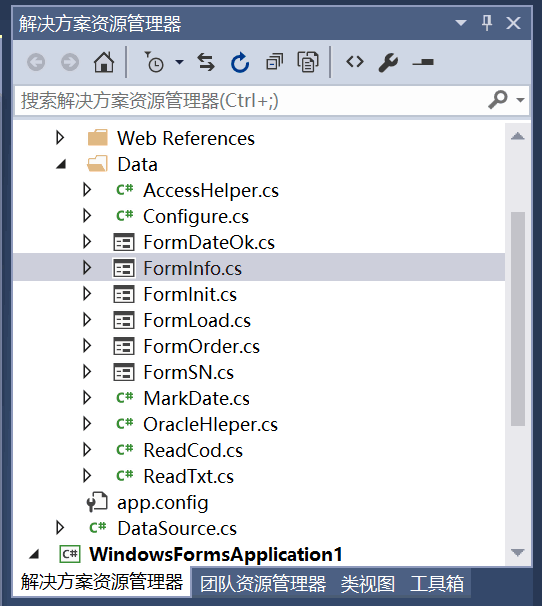 解决方案资源管理器
搜索解决方案资源管理器(Ctrl+;)
Web References
Data
C# AccessHelper.cs
C# Configure.cs
FormDateOk.cs
FormInfo.cs
FormInit.cs
FormLoad.cs
FormOrder.cs
FormSN.cs
C# MarkDate.cs
C# OracleHleper.cs
C# ReadCod.cs
C# ReadTxt.cs
app.config
C# DataSource.cs
C# WindowsFormsApplication1
解决方案资源管理器 团队资源管理器 类视图 工具箱